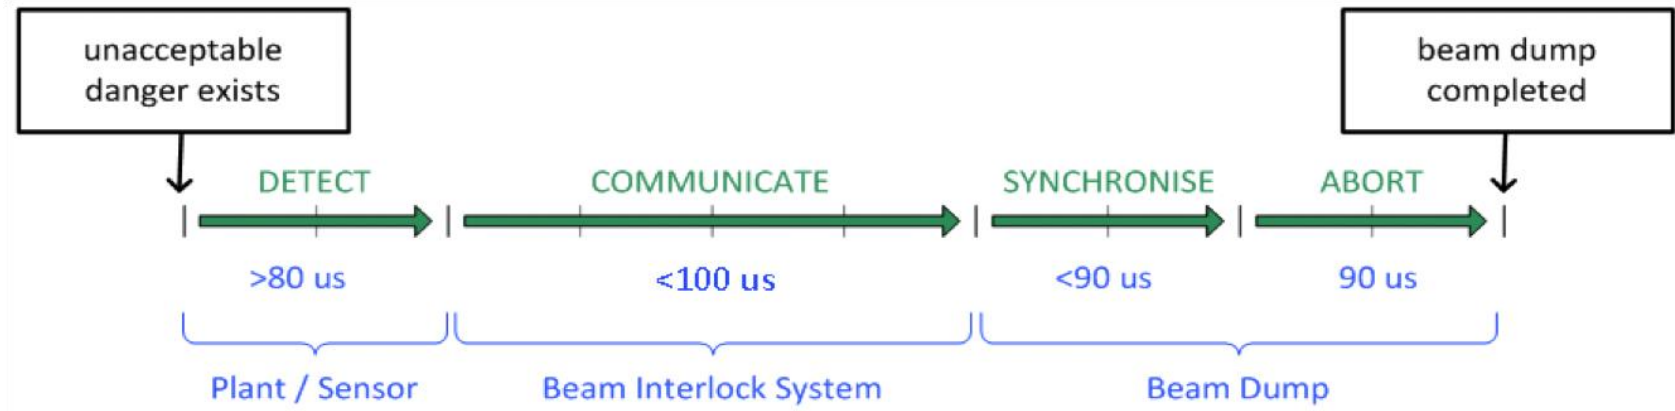 unacceptable
danger exists
beam dump
completed
DETECT
COMMUNICATE
SYNCHRONISE
ABORT
>80 us
<100 us
<90 us
90 us
Plant / Sensor
Beam Interlock System
Beam Dump